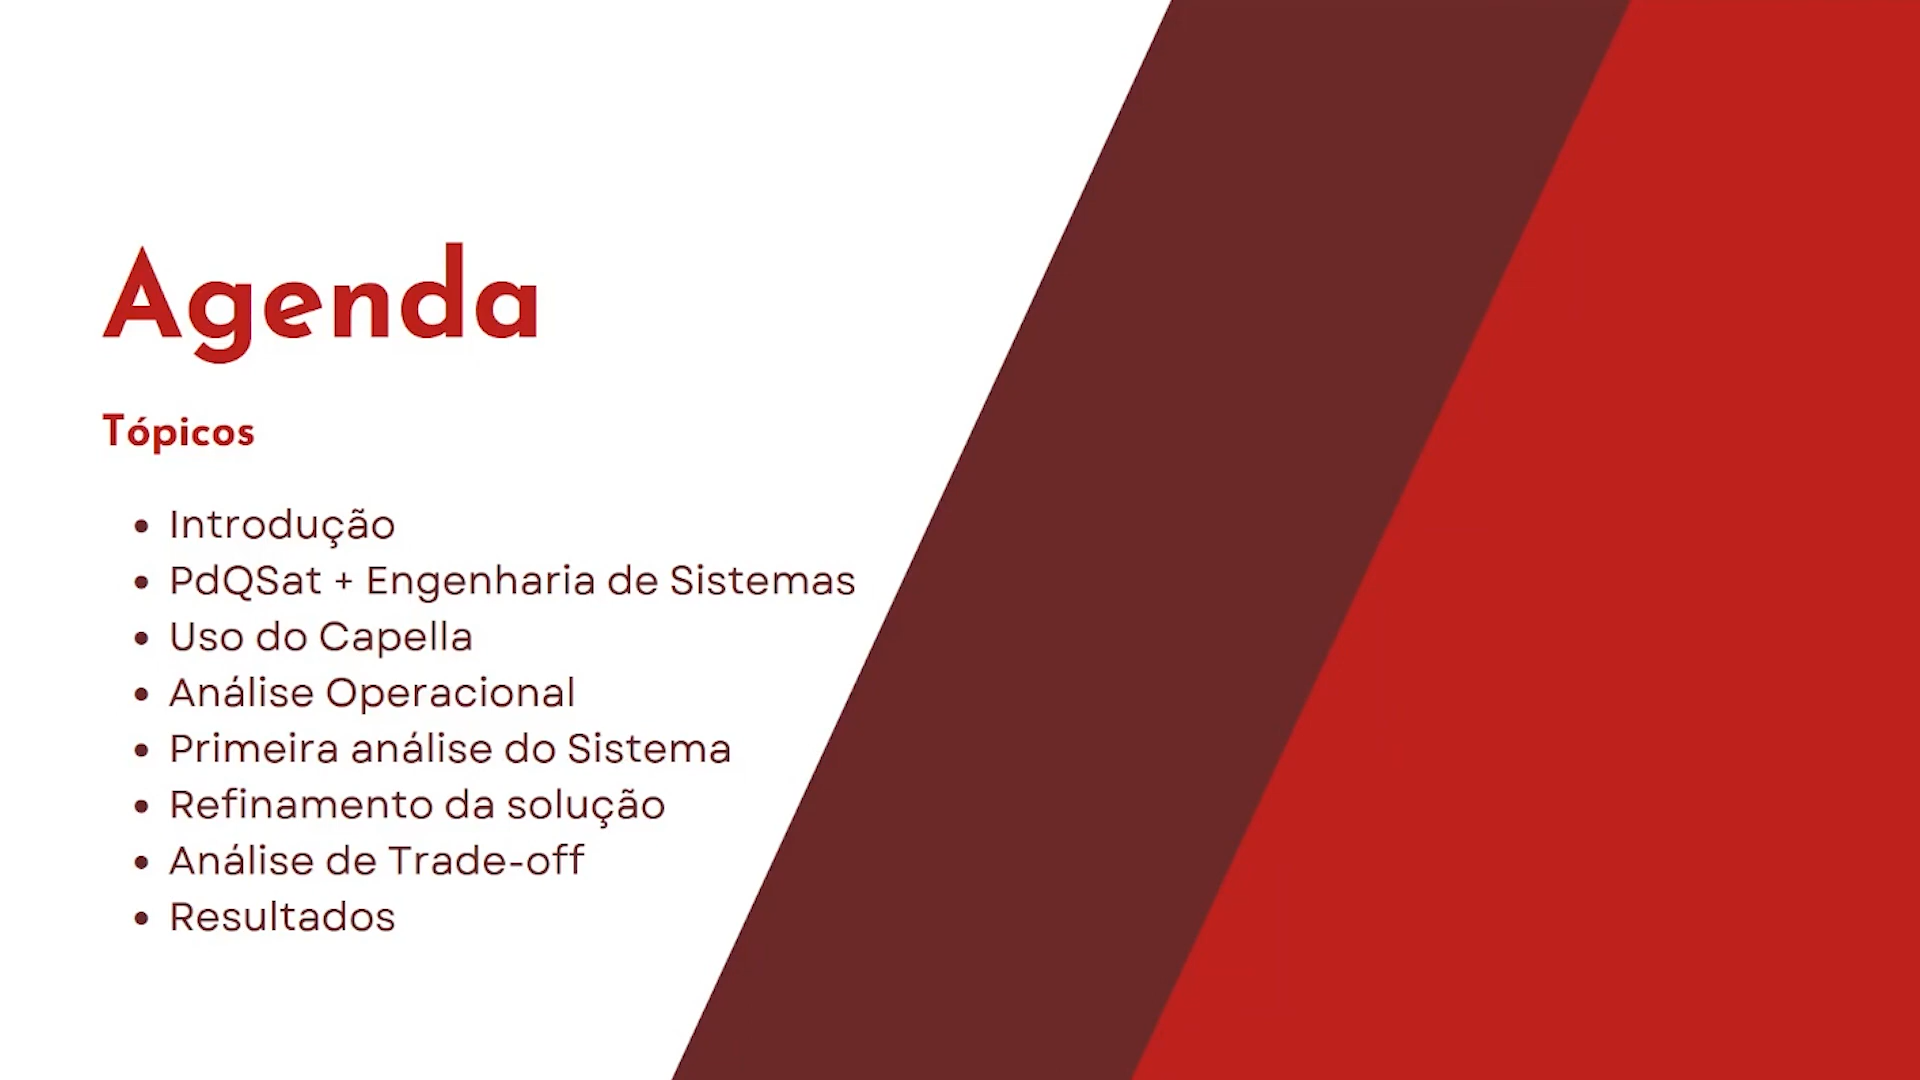 Agenda
Tópicos
• Introdução
• PdQSat + Engenharia de Sistemas
• Uso do Capella
• Análise Operacional
• Primeira análise do Sistema
• Refinamento da solução
• Análise de Trade-off
• Resultados